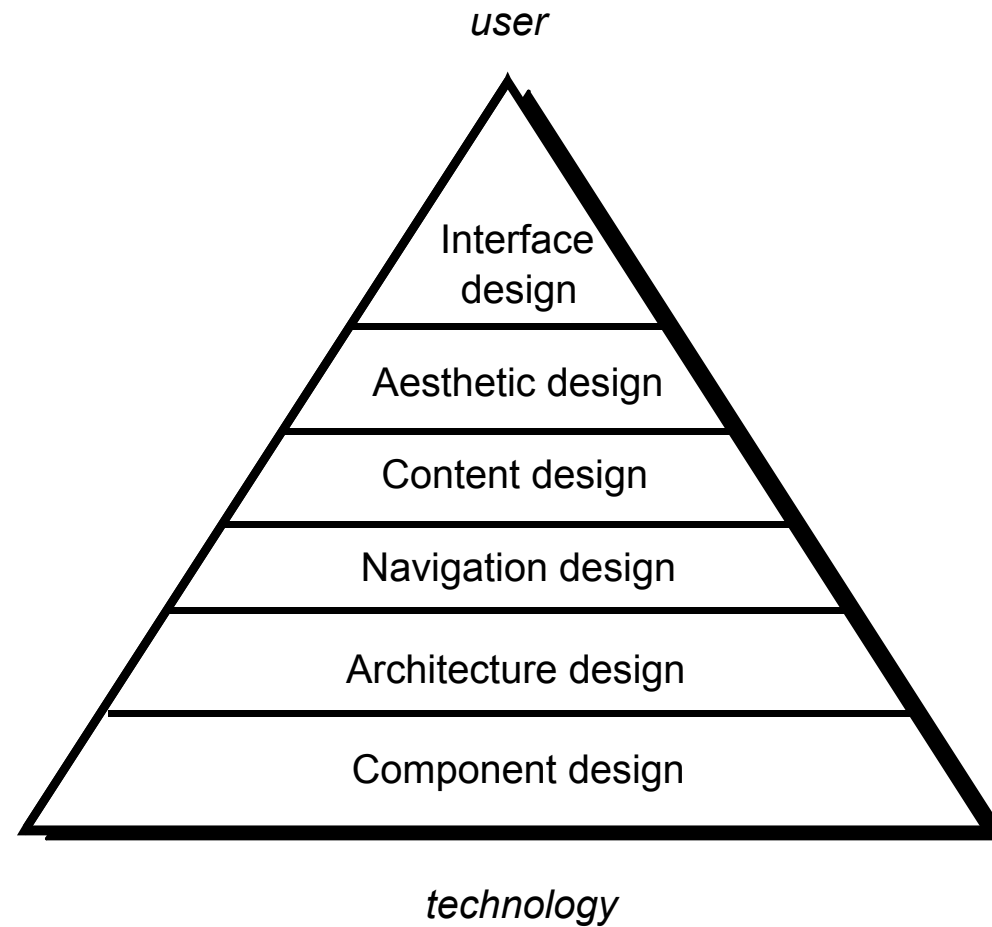 user
Interface
design
Aesthetic design
Content design
Navigation design
Architecture design
Component design
technology